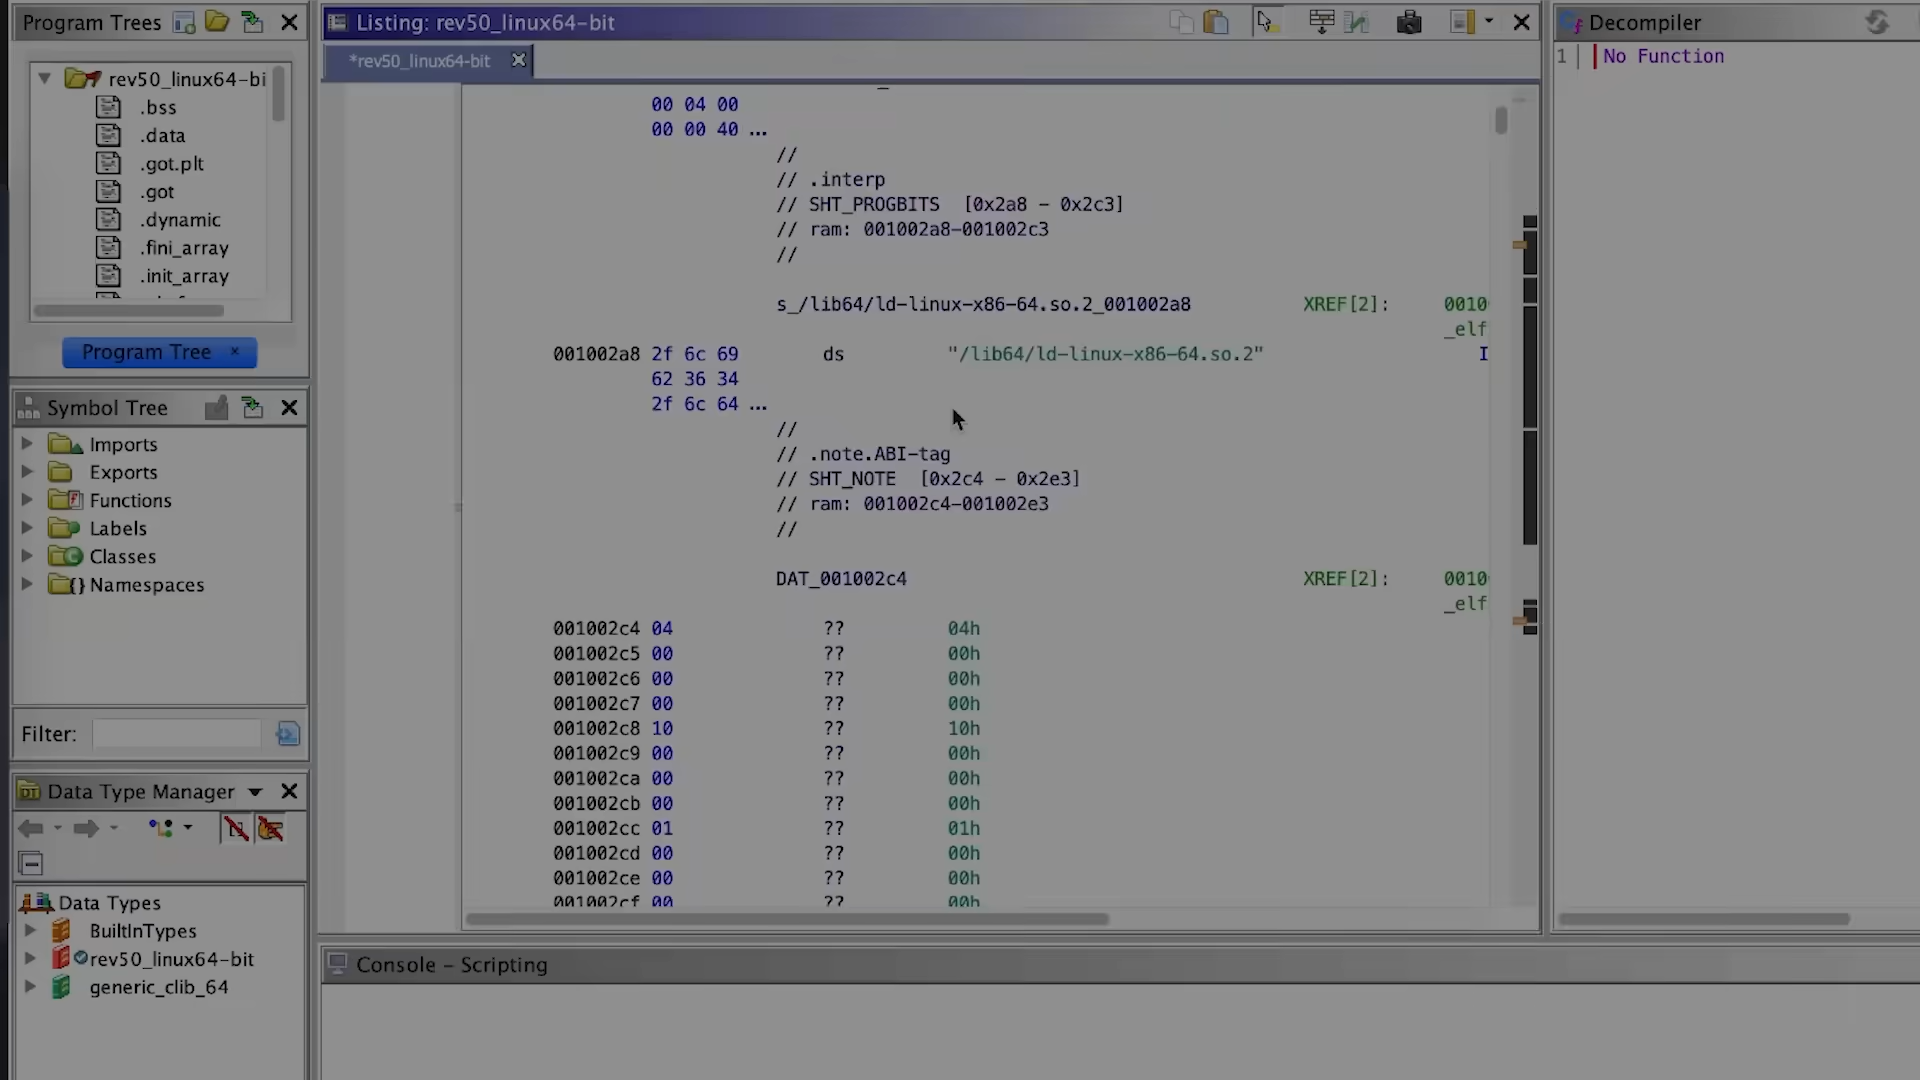 Program Trees
rev50_linux64-bi
.bss
.data
.got.plt
.got
.dynamic
.fini_array
.init_array
Program Tree ×
Symbol Tree
Imports
Exports
Functions
Labels
Classes
{} Namespaces
Filter:
Data Type Manager
Data Types
BuiltInTypes
rev50_linux64-bit
generic_clib_64
Listing: rev50_linux64-bit
*rev50_linux64-bit
00 04 00
00 00 40 ...
//
// .interp
// SHT_PROGBITS [0x2a8 - 0x2c3]
// ram: 001002a8-001002c3
//
s_/lib64/ld-linux-x86-64.so.2_001002a8 XREF[2]: 0010
_elf
001002a8 2f 6c 69 ds "/lib64/ld-linux-x86-64.so.2" I
62 36 34
2f 6c 64 ...
//
// .note.ABI-tag
// SHT_NOTE [0x2c4 - 0x2e3]
// ram: 001002c4-001002e3
//
DAT_001002c4 XREF[2]: 0010
_elf
001002c4 04 ?? 04h
001002c5 00 ?? 00h
001002c6 00 ?? 00h
001002c7 00 ?? 00h
001002c8 10 ?? 10h
001002c9 00 ?? 00h
001002ca 00 ?? 00h
001002cb 00 ?? 00h
001002cc 01 ?? 01h
001002cd 00 ?? 00h
001002ce 00 ?? 00h
001002cf 00 ?? 00h
Console - Scripting
Decompiler
1 No Function